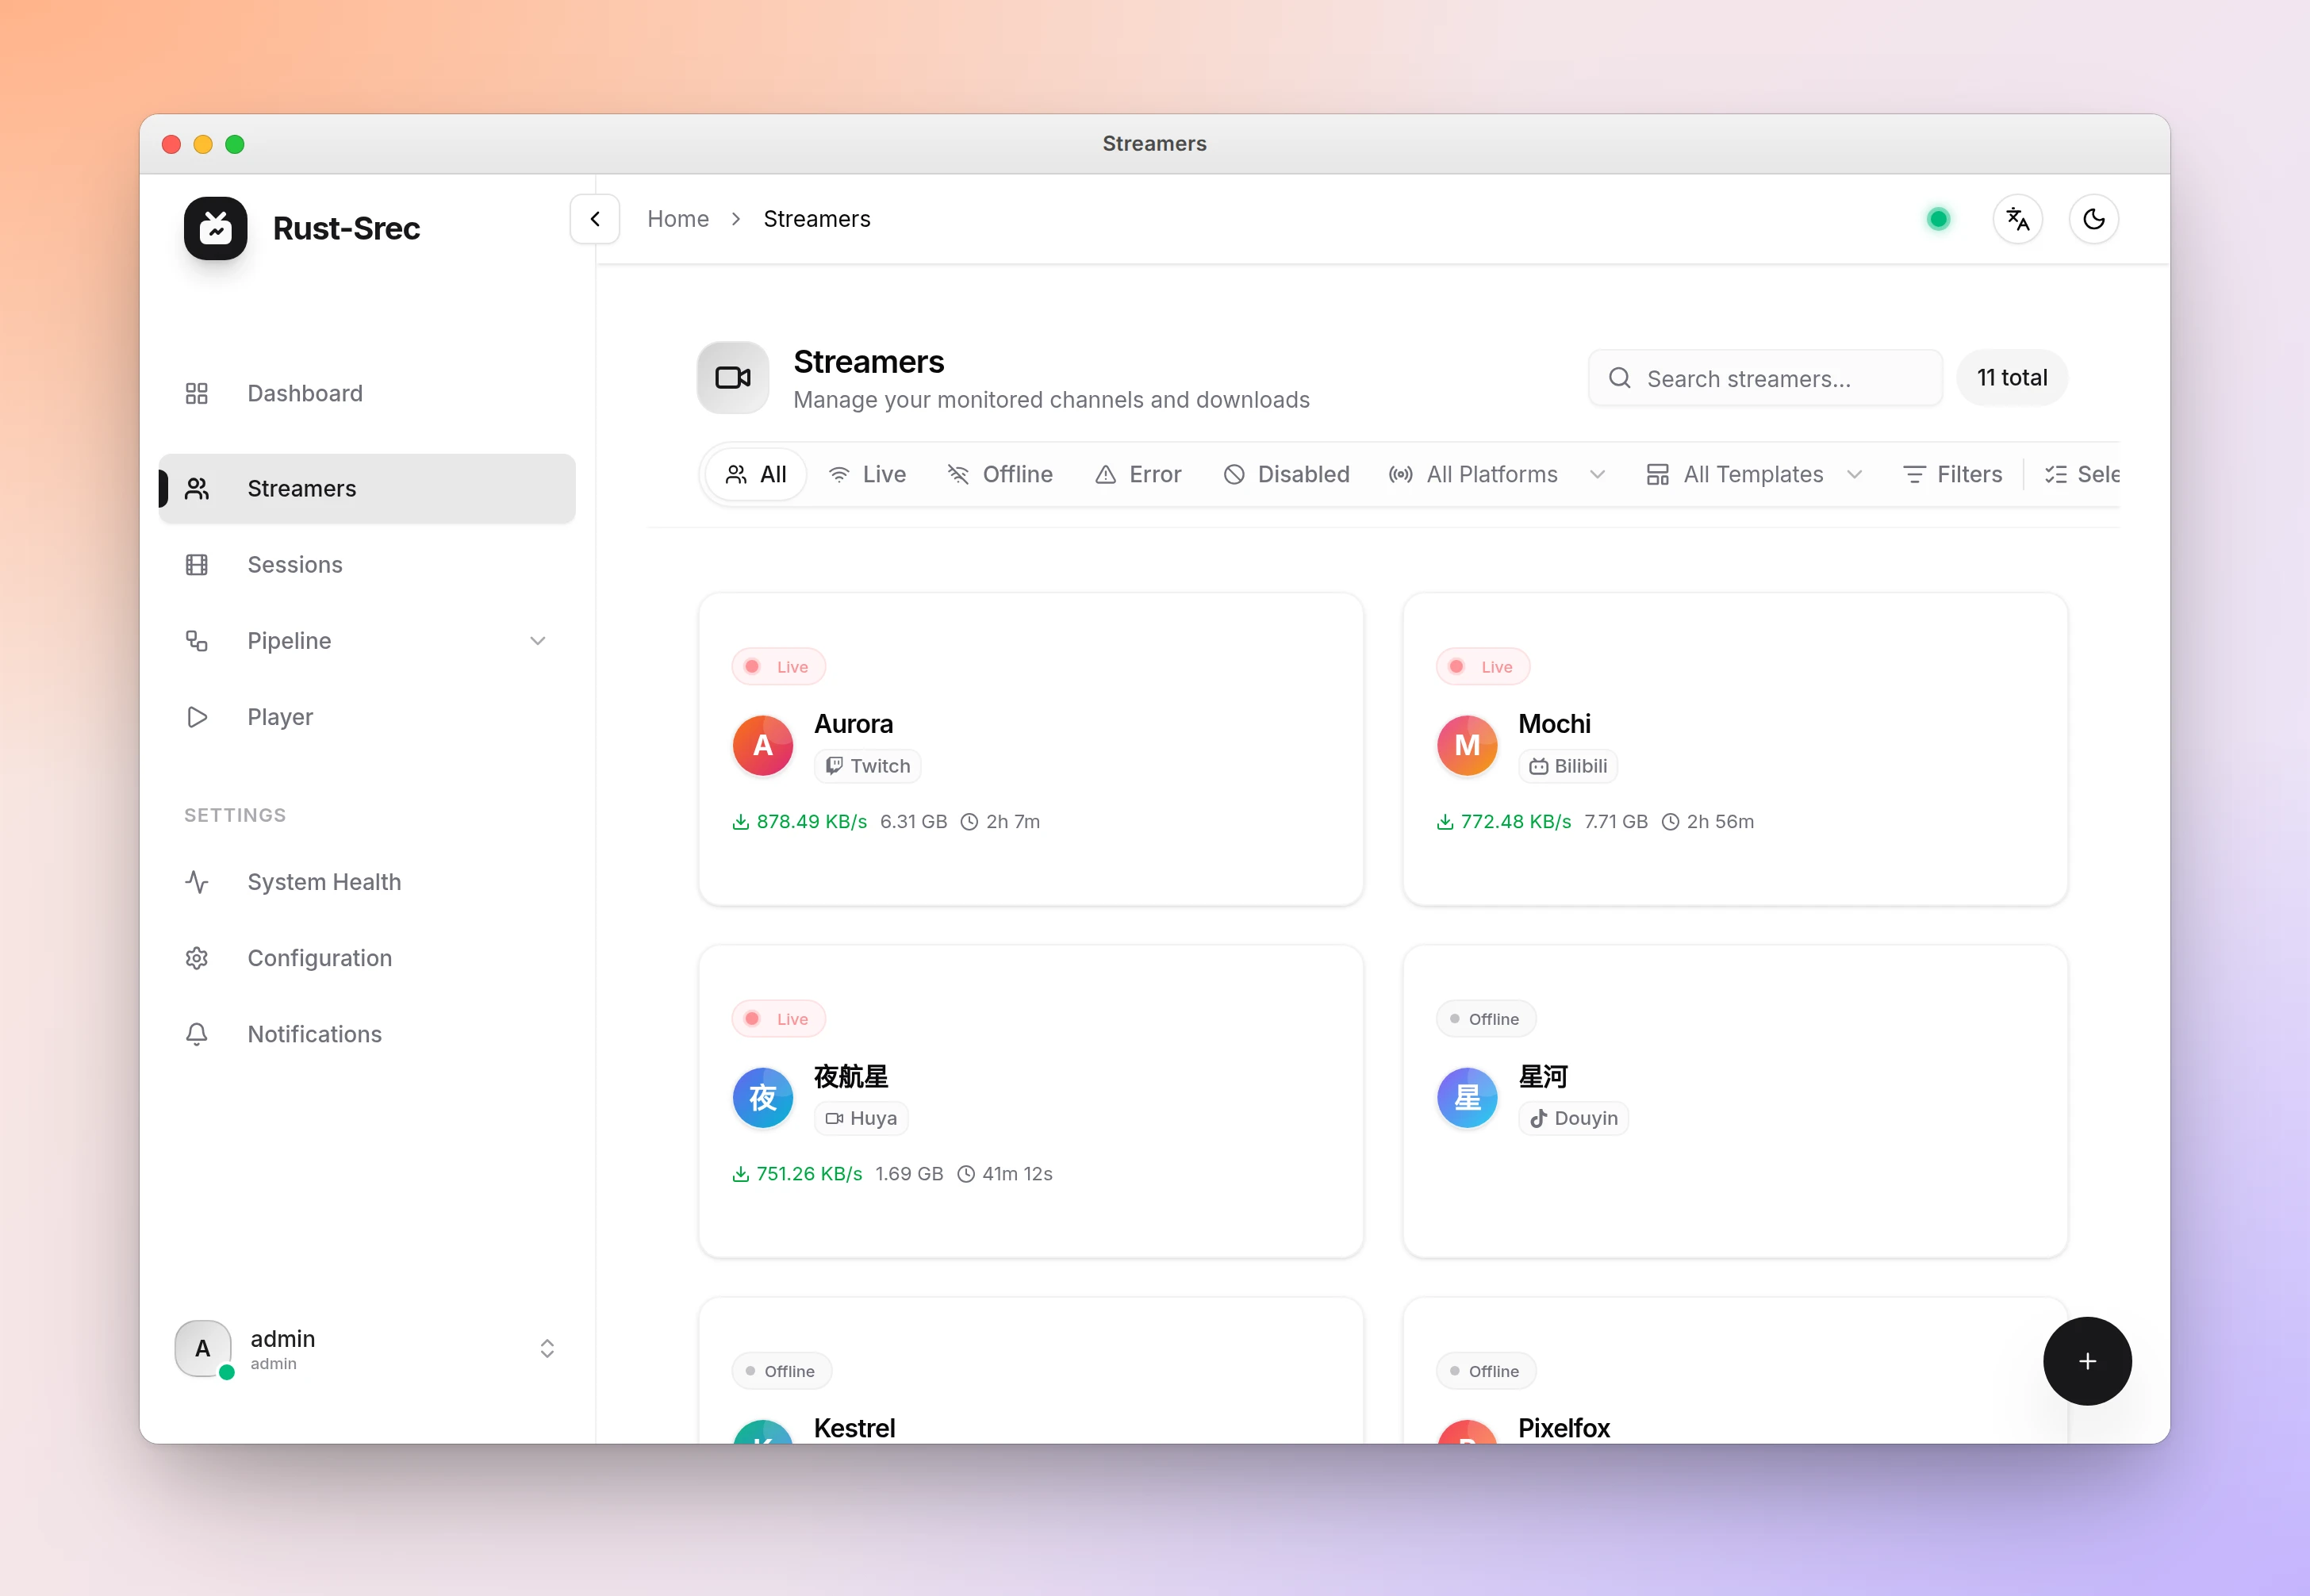 Streamers
Rust-Srec
Home > Streamers
Dashboard
Streamers
Sessions
Pipeline
Player
SETTINGS
System Health
Configuration
Notifications
A
admin
admin
Streamers
Manage your monitored channels and downloads
Search streamers...
11 total
All Live Offline Error Disabled All Platforms All Templates Filters Sele
Live
A
Aurora
Twitch
878.49 KB/s 6.31 GB 2h 7m
Live
M
Mochi
Bilibili
772.48 KB/s 7.71 GB 2h 56m
Live
夜
夜航星
Huya
751.26 KB/s 1.69 GB 41m 12s
Offline
星
星河
Douyin
Offline
K
Kestrel
Offline
P
Pixelfox